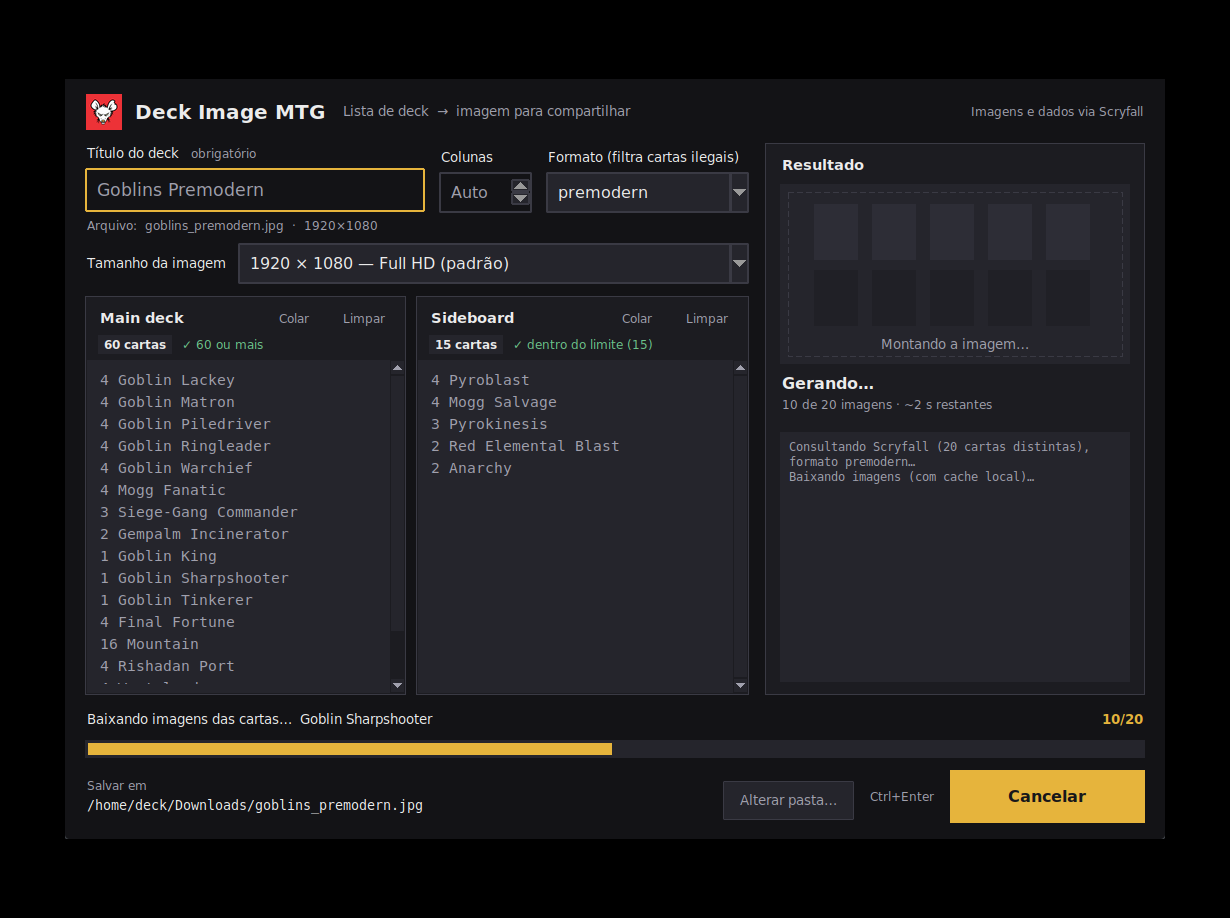 Deck Image MTG
Lista de deck → imagem para compartilhar
Imagens e dados via Scryfall
Título do deck obrigatório
Goblins Premodern
Arquivo: goblins_premodern.jpg · 1920×1080
Colunas
Auto
Formato (filtra cartas ilegais)
premodern
Tamanho da imagem
1920 × 1080 — Full HD (padrão)
Main deck
Colar
Limpar
60 cartas
✓ 60 ou mais
4 Goblin Lackey
4 Goblin Matron
4 Goblin Piledriver
4 Goblin Ringleader
4 Goblin Warchief
4 Mogg Fanatic
3 Siege-Gang Commander
2 Gempalm Incinerator
1 Goblin King
1 Goblin Sharpshooter
1 Goblin Tinkerer
4 Final Fortune
16 Mountain
4 Rishadan Port
Sideboard
Colar
Limpar
15 cartas
✓ dentro do limite (15)
4 Pyroblast
4 Mogg Salvage
3 Pyrokinesis
2 Red Elemental Blast
2 Anarchy
Resultado
Montando a imagem…
Gerando…
10 de 20 imagens · ~2 s restantes
Consultando Scryfall (20 cartas distintas),
formato premodern…
Baixando imagens (com cache local)…
Baixando imagens das cartas… Goblin Sharpshooter
10/20
Salvar em
/home/deck/Downloads/goblins_premodern.jpg
Alterar pasta…
Ctrl+Enter
Cancelar